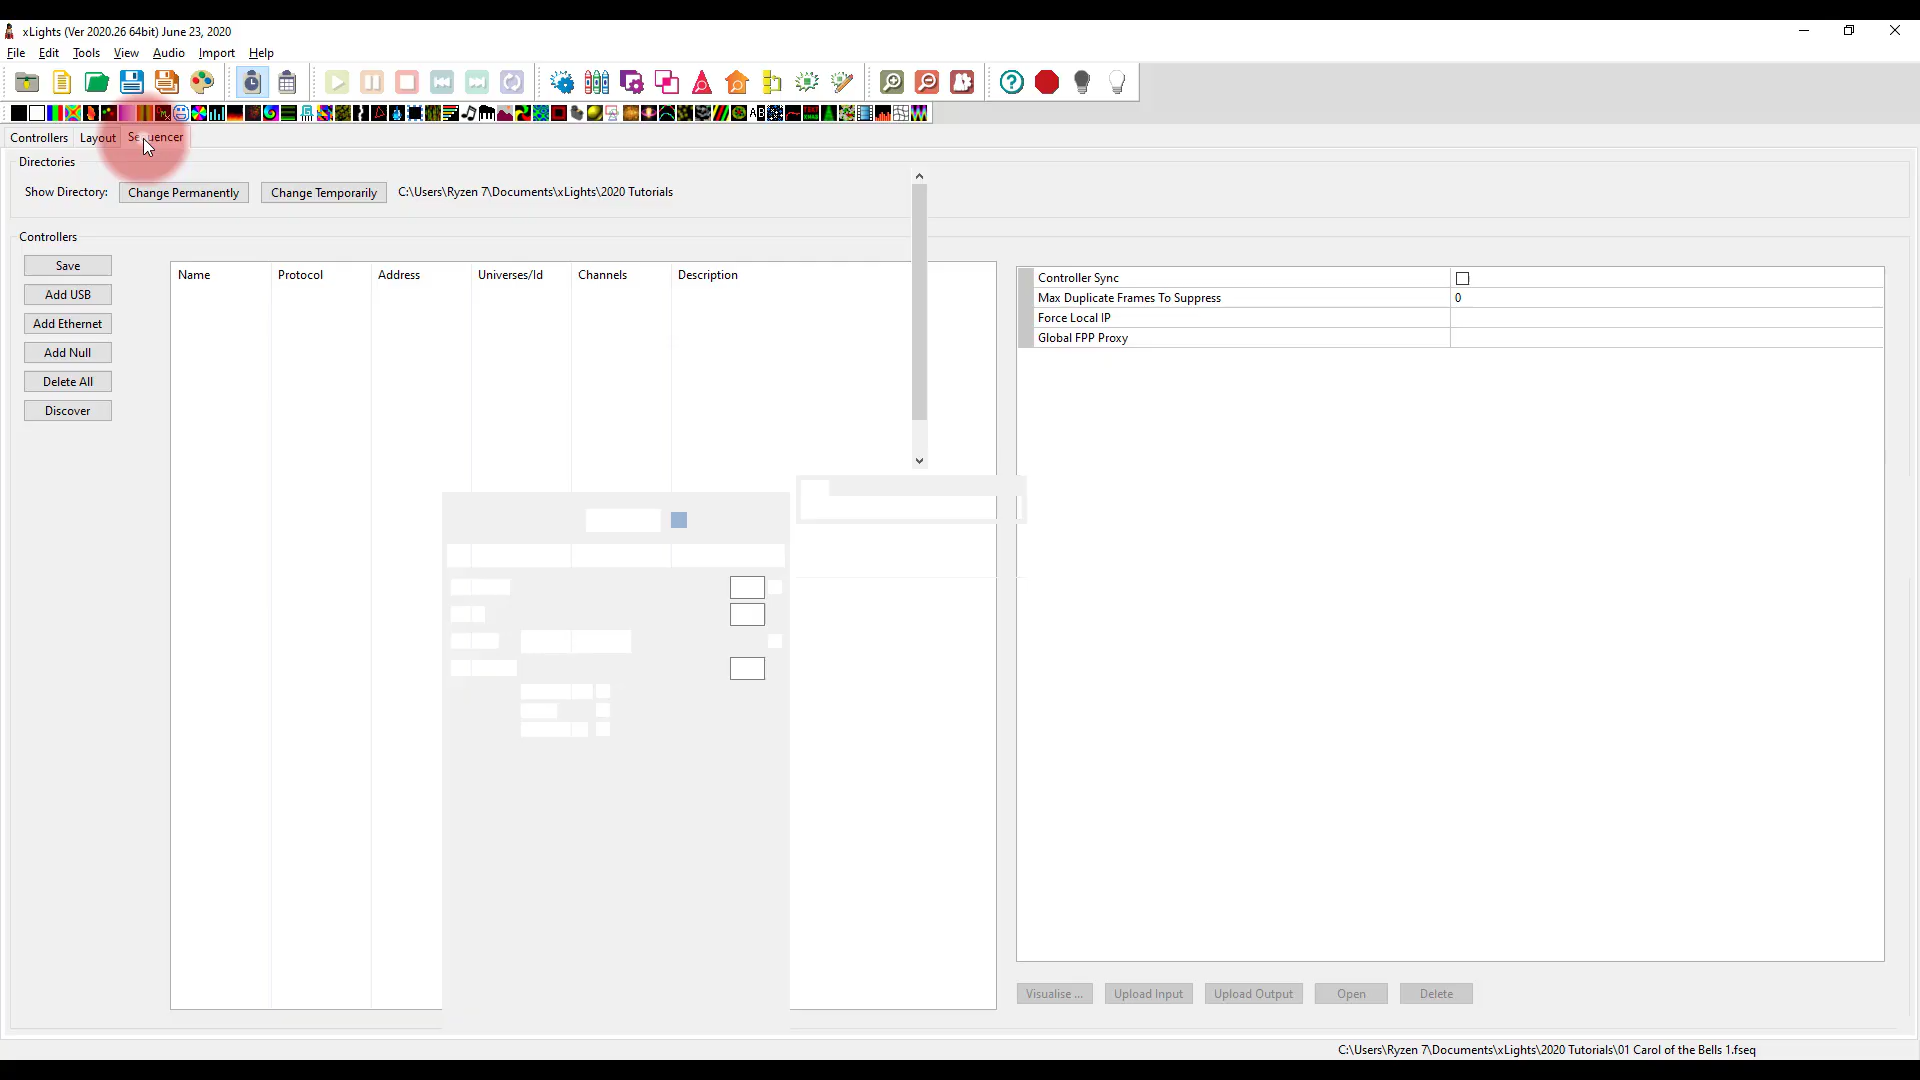 xLights (Ver 2020.26 64bit) June 23, 2020
File Edit Tools View Audio Import Help
Controllers Layout Sequencer
Directories
Show Directory: Change Permanently Change Temporarily C:\Users\Ryzen 7\Documents\xLights\2020 Tutorials
Controllers
Save
Add USB
Add Ethernet
Add Null
Delete All
Discover
Name Protocol Address Universes/Id Channels Description
Controller Sync
Max Duplicate Frames To Suppress 0
Force Local IP
Global FPP Proxy
Visualise ... Upload Input Upload Output Open Delete
C:\Users\Ryzen 7\Documents\xLights\2020 Tutorials\01 Carol of the Bells 1.fseq